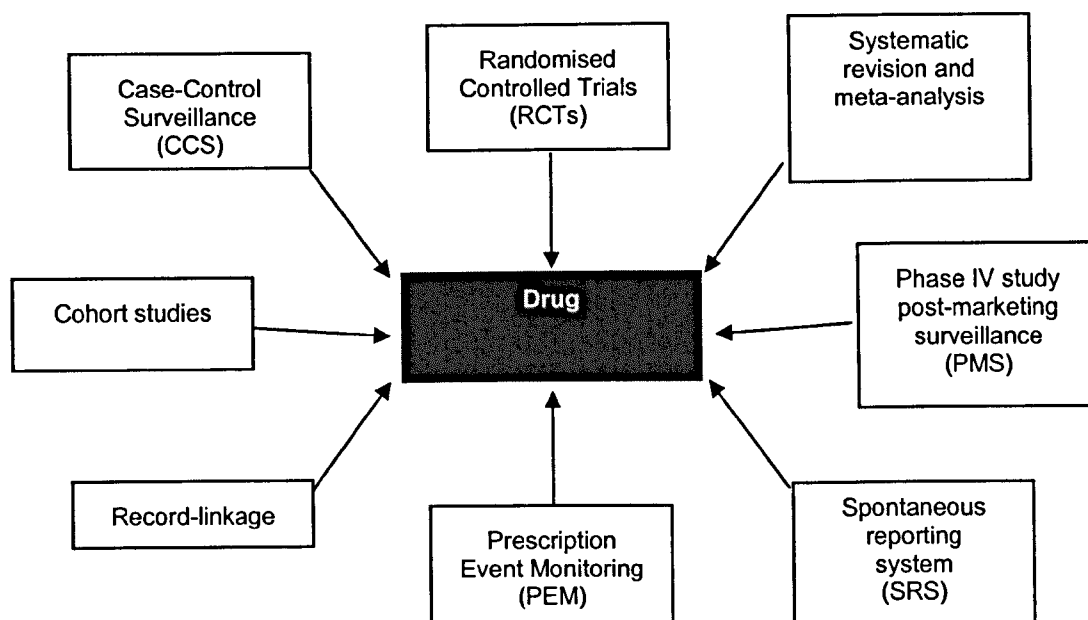 Case-Control
Surveillance
(CCS)
Randomised
Controlled Trials
(RCTs)
Systematic
revision and
meta-analysis
Cohort studies
Drug
Phase IV study
post-marketing
surveillance
(PMS)
Record-linkage
Prescription
Event Monitoring
(PEM)
Spontaneous
reporting
system
(SRS)